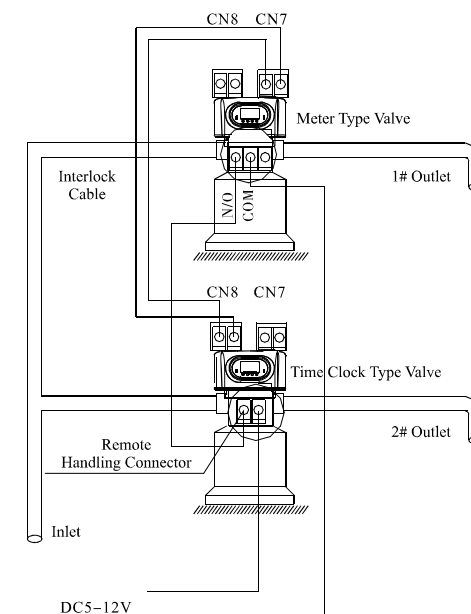 CN8 CN7
Meter Type Valve
Interlock
Cable
1# Outlet
N/O
COM
CN8 CN7
Time Clock Type Valve
Remote
Handling Connector
2# Outlet
Inlet
DC5-12V